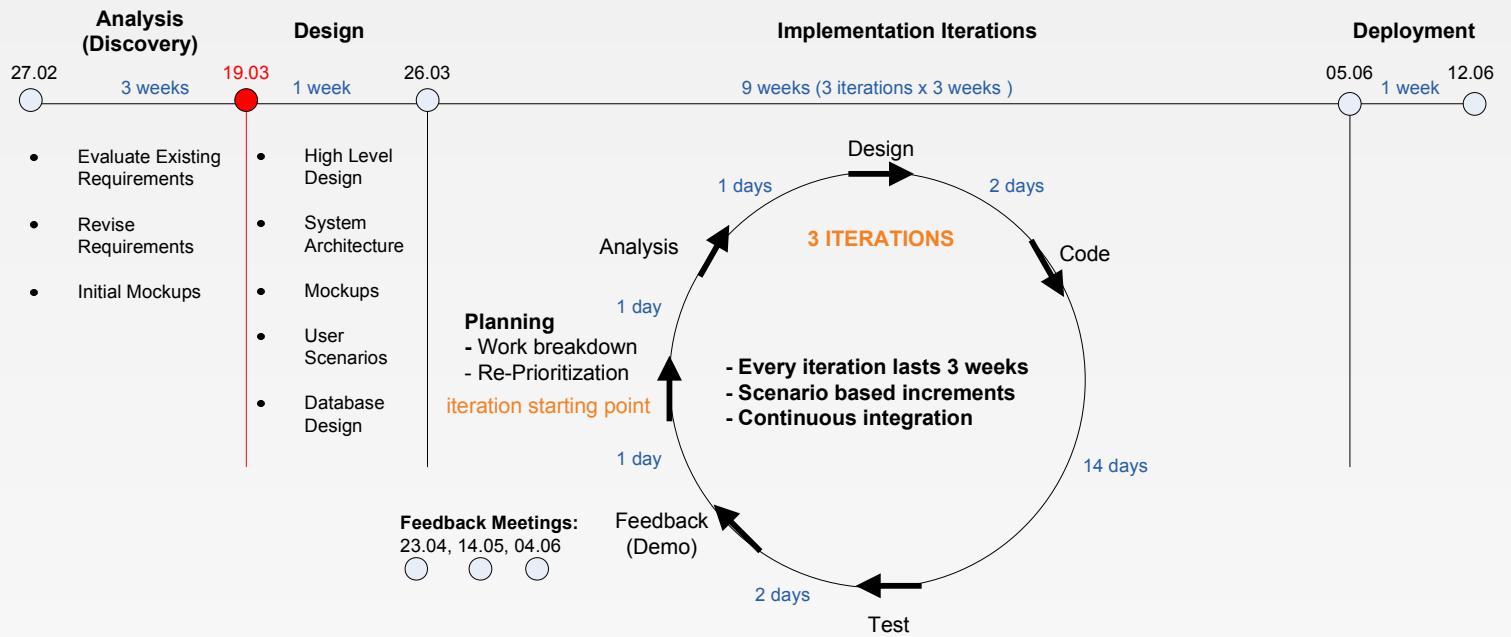 Analysis
(Discovery)
Design
Implementation Iterations
Deployment
27.02
3 weeks
19.03
1 week
26.03
9 weeks (3 iterations x 3 weeks )
05.06
1 week
12.06
• Evaluate Existing
Requirements
• Revise
Requirements
• Initial Mockups
• High Level
Design
• System
Architecture
• Mockups
• User
Scenarios
• Database
Design
Design
1 days
2 days
3 ITERATIONS
Analysis
Code
1 day
Planning
- Work breakdown
- Re-Prioritization
iteration starting point
- Every iteration lasts 3 weeks
- Scenario based increments
- Continuous integration
1 day
14 days
Feedback
(Demo)
Feedback Meetings:
23.04, 14.05, 04.06
2 days
Test